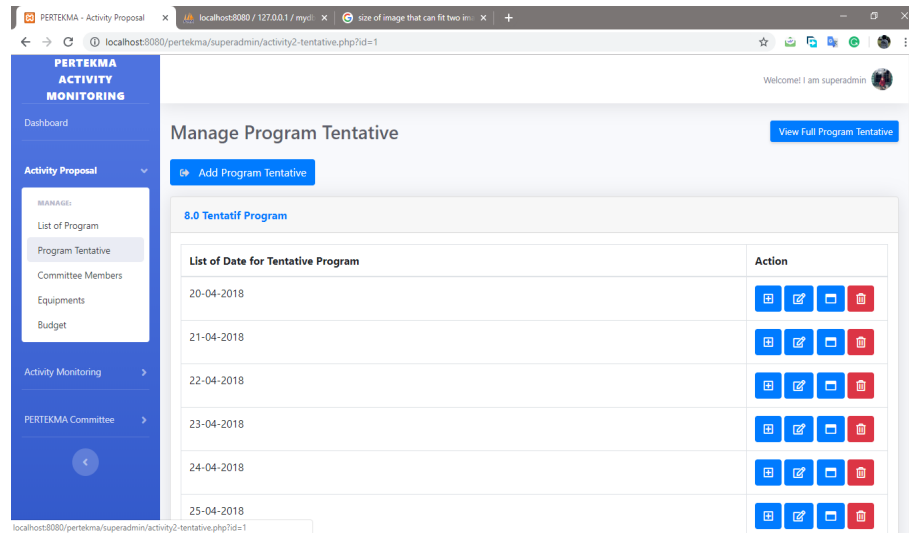 PERTEKMA - Activity Proposal
localhost:8080 / 127.0.0.1 / mydb
size of image that can fit two ima
localhost:8080/pertekma/superadmin/activity2-tentative.php?id=1
PERTEKMA
ACTIVITY
MONITORING
Welcome! I am superadmin
Dashboard
Manage Program Tentative
View Full Program Tentative
Activity Proposal
Add Program Tentative
MANAGE:
List of Program
Program Tentative
Committee Members
Equipments
Budget
8.0 Tentatif Program
List of Date for Tentative Program
Action
20-04-2018
21-04-2018
22-04-2018
23-04-2018
24-04-2018
25-04-2018
Activity Monitoring
PERTEKMA Committee
localhost:8080/pertekma/superadmin/activity2-tentative.php?id=1